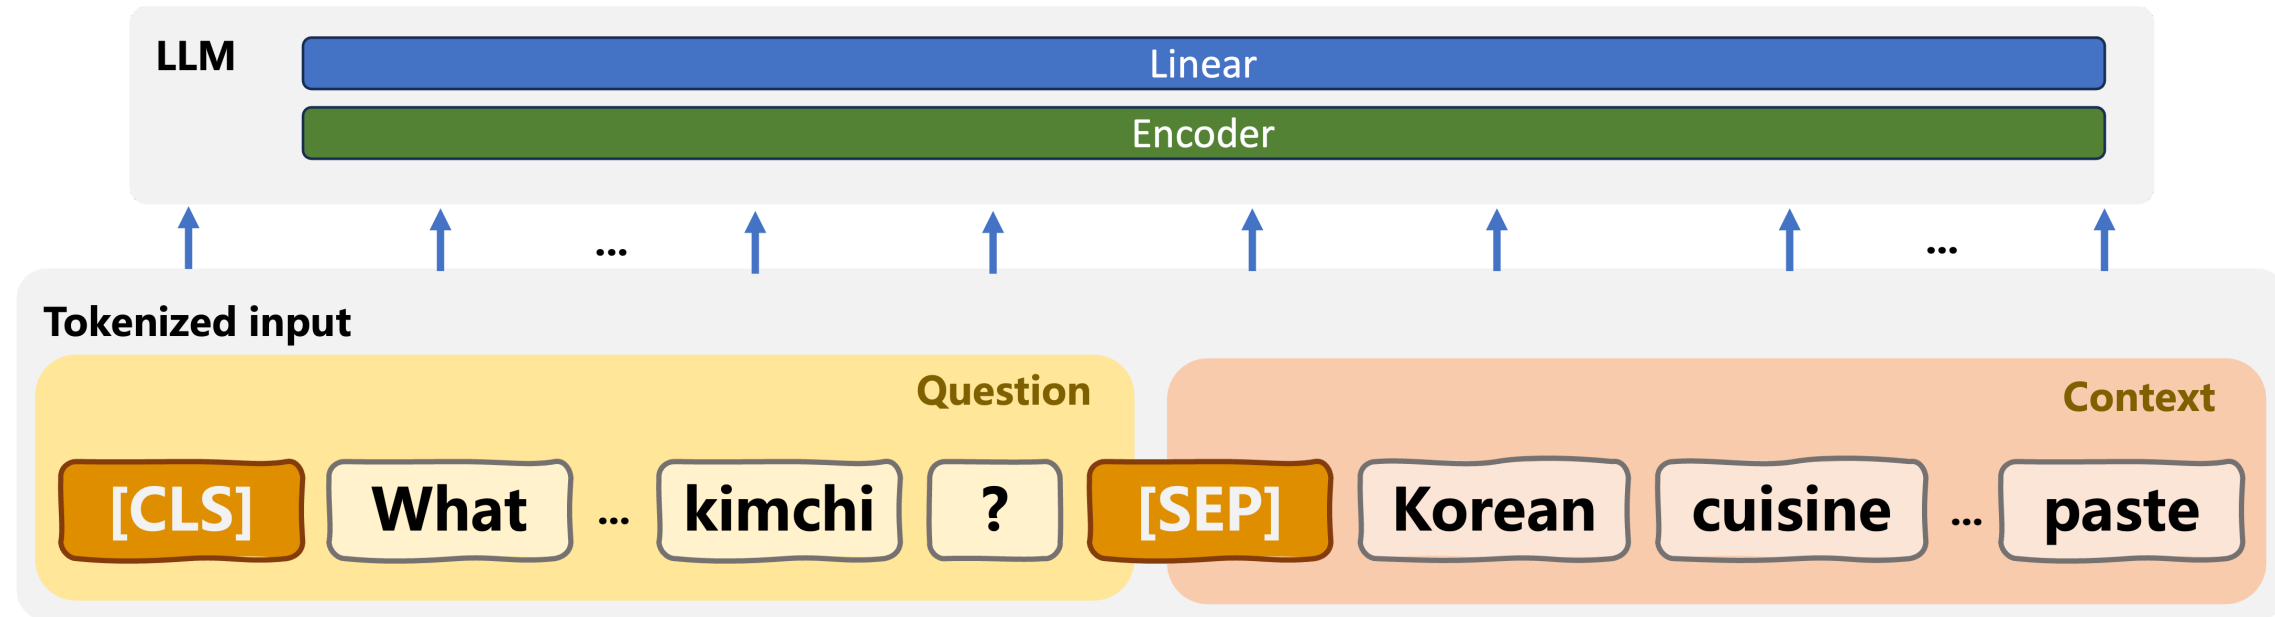 LLM
Linear
Encoder
... ...
Tokenized input
Question
Context
[CLS] What ... kimchi ? [SEP] Korean cuisine ... paste